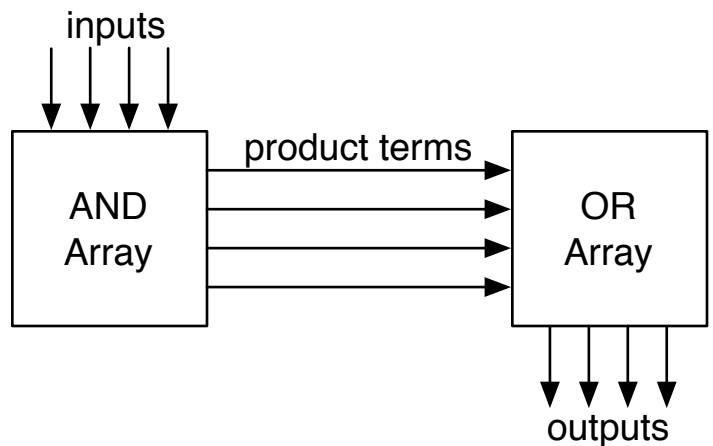 inputs
product terms
AND
Array
OR
Array
outputs